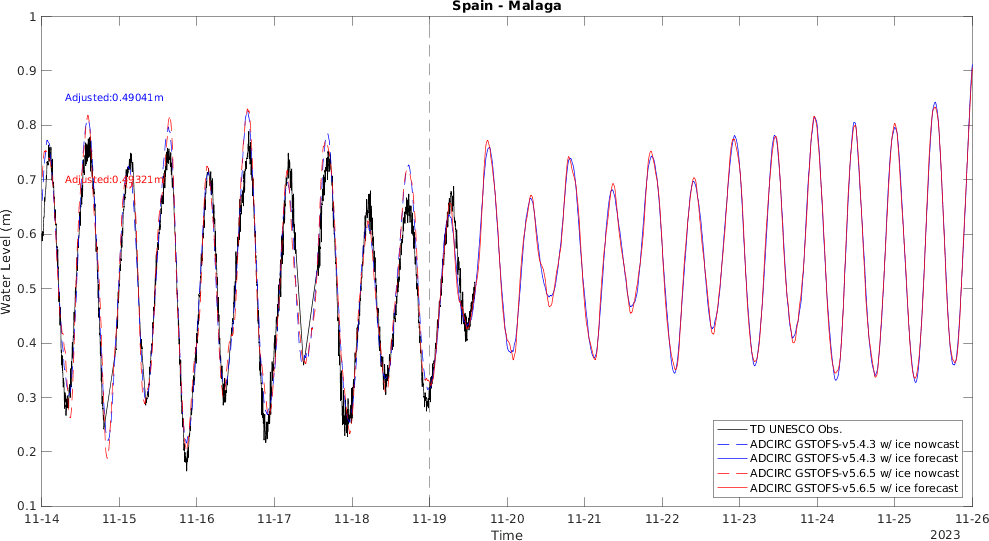 Spain - Malaga
Water Level (m)
1
0.9
0.8
0.7
0.6
0.5
0.4
0.3
0.2
0.1
Adjusted:0.49041m
Adjusted:0.49321m
TD UNESCO Obs.
ADCIRC GSTOFS-v5.4.3 w/ ice nowcast
ADCIRC GSTOFS-v5.4.3 w/ ice forecast
ADCIRC GSTOFS-v5.6.5 w/ ice nowcast
ADCIRC GSTOFS-v5.6.5 w/ ice forecast
11-14 11-15 11-16 11-17 11-18 11-19 11-20 11-21 11-22 11-23 11-24 11-25 11-26
Time
2023